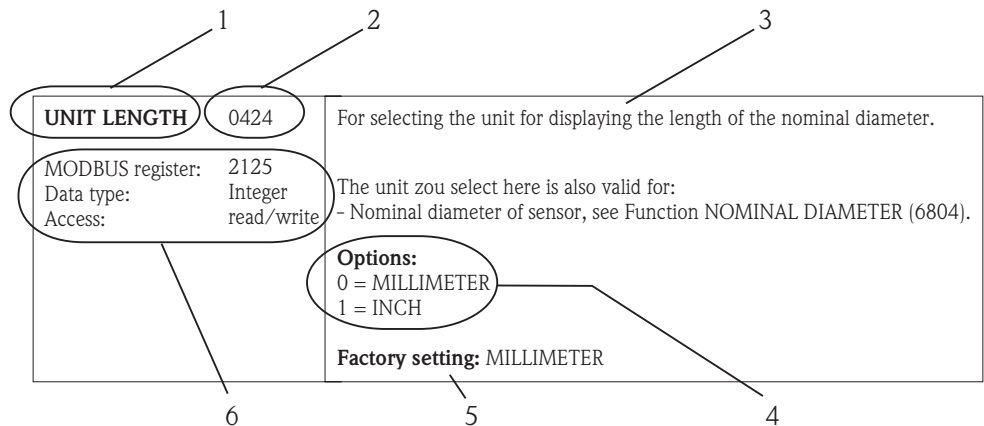 1 2 3
UNIT LENGTH 0424
For selecting the unit for displaying the length of the nominal diameter.
MODBUS register: 2125
Data type: Integer
Access: read/write
The unit zou select here is also valid for:
- Nominal diameter of sensor, see Function NOMINAL DIAMETER (6804).
Options:
0 = MILLIMETER
1 = INCH
Factory setting: MILLIMETER
6 5 4